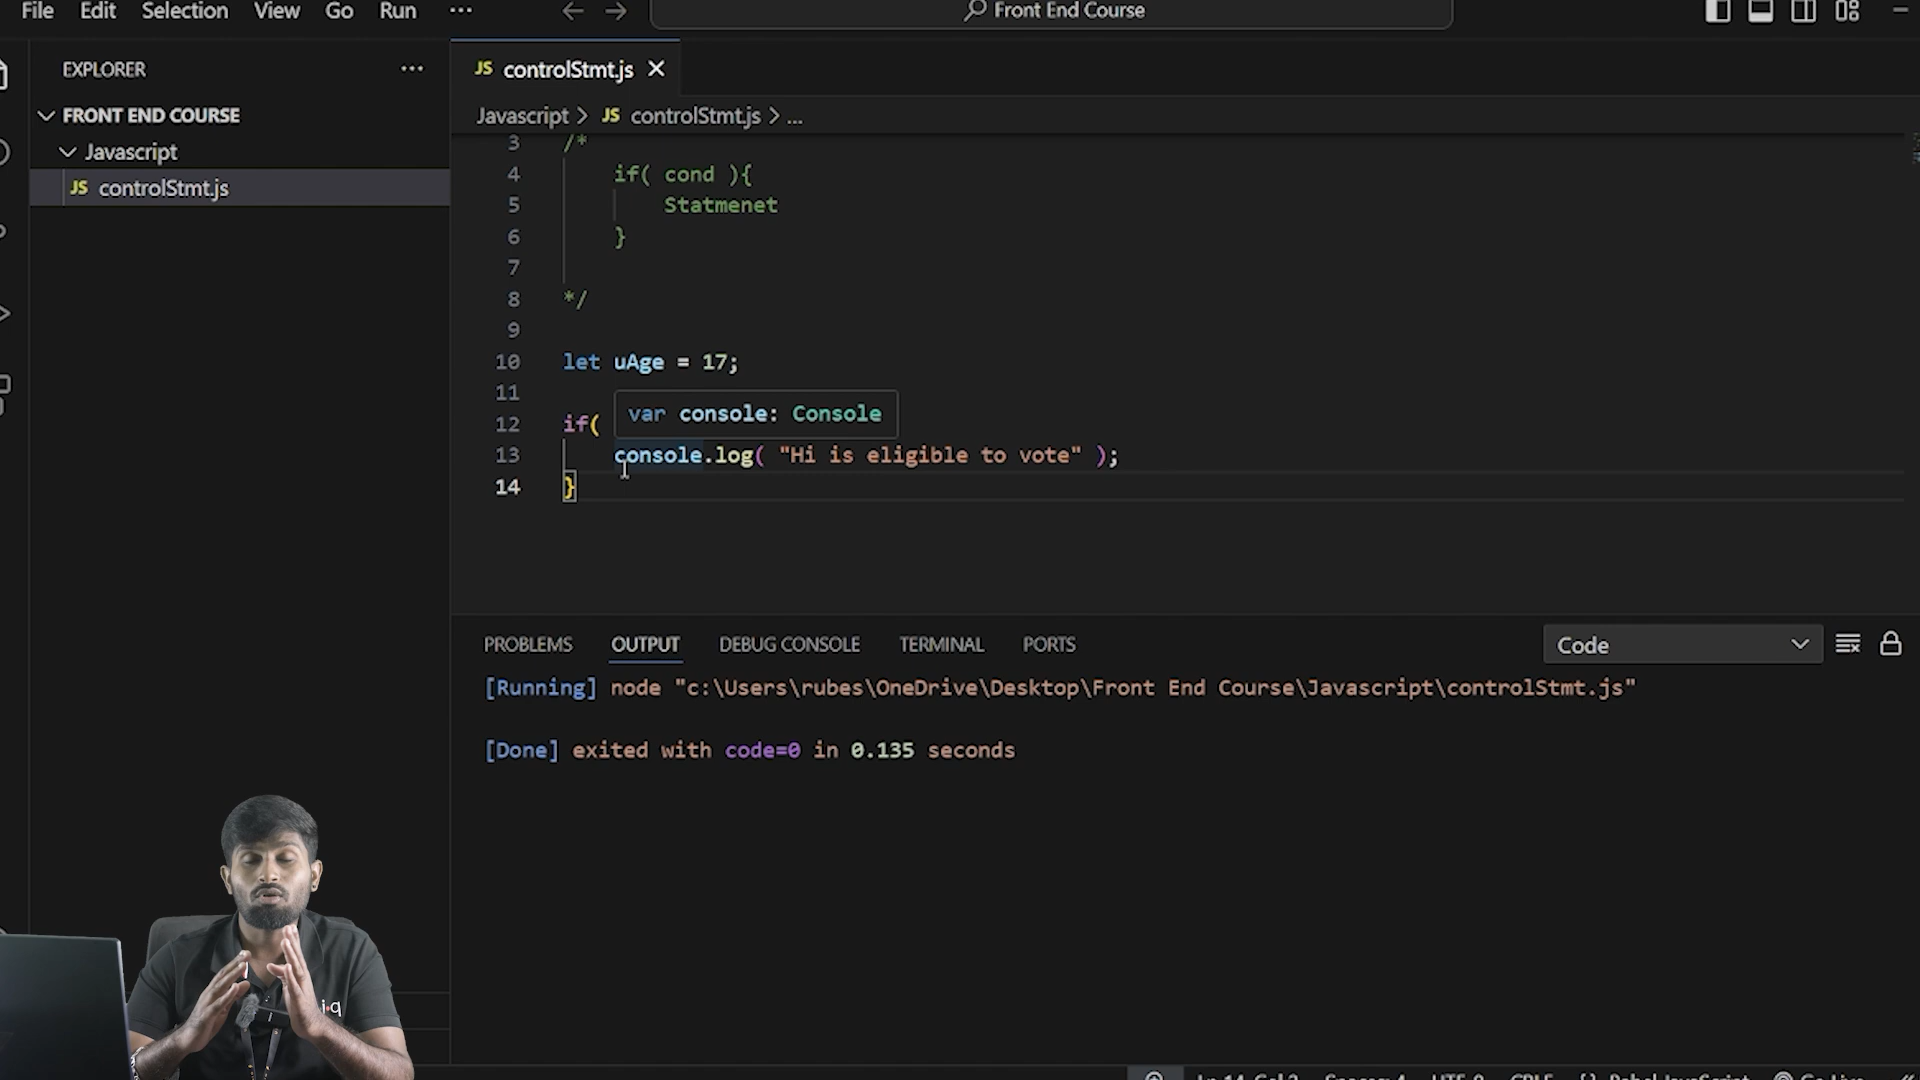 File Edit Selection View Go Run ...
Front End Course
EXPLORER ...
controlStmt.js
FRONT END COURSE
Javascript > JS controlStmt.js > ...
Javascript
JS controlStmt.js
JS
3 /*
4 if( cond ){
5 Statmenet
6 }
7
8 */
9
10 let uAge = 17;
11
var console: Console
12 if(
13 console.log( "Hi is eligible to vote" );
14 }
PROBLEMS OUTPUT DEBUG CONSOLE TERMINAL PORTS
Code
[Running] node "c:\Users\rubes\OneDrive\Desktop\Front End Course\Javascript\controlStmt.js"
[Done] exited with code=0 in 0.135 seconds